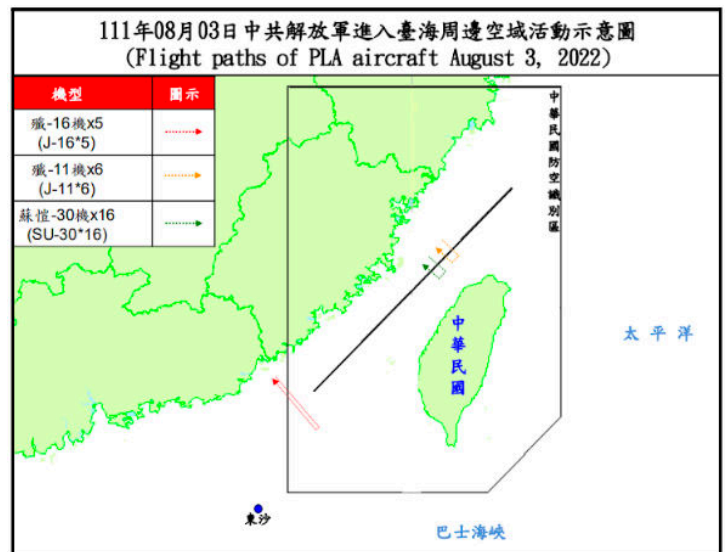 111年08月03日中共解放軍進入臺海周邊空域活動示意圖
(Flight paths of PLA aircraft August 3, 2022)
機型 圖示
殲-16機x5
(J-16*5)
殲-11機x6
(J-11*6)
蘇愷-30機x16
(SU-30*16)
中華民國防空識別區
中華民國
太平洋
東沙
巴士海峽